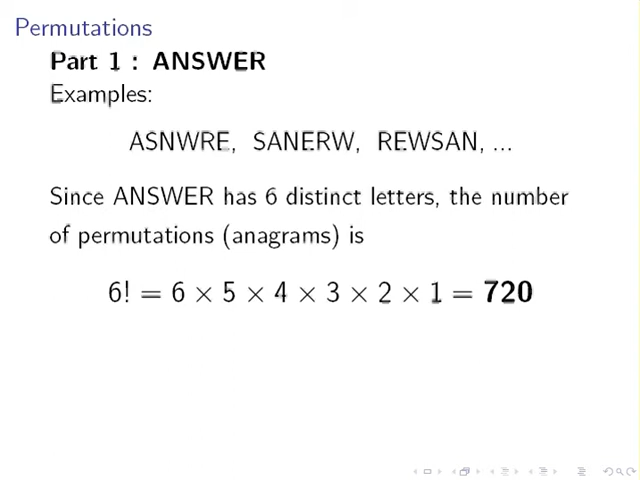 Permutations
Part 1 : ANSWER
Examples:
ASNWRE, SANERW, REWSAN, ...
Since ANSWER has 6 distinct letters, the number
of permutations (anagrams) is
6! = 6 × 5 × 4 × 3 × 2 × 1 = 720